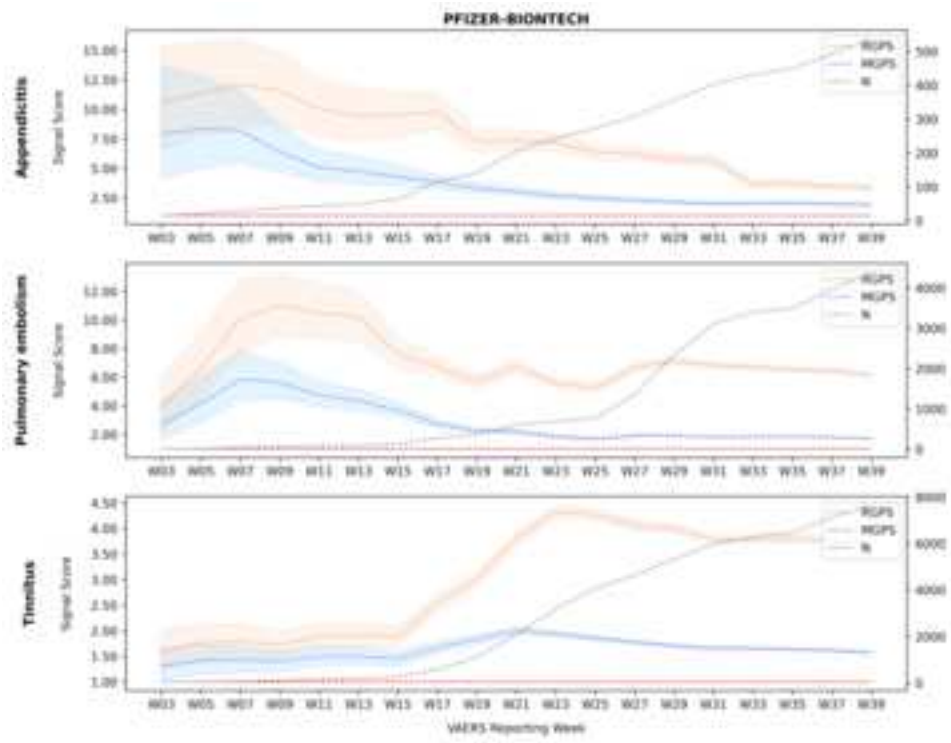 PFIZER-BIONTECH
Appendicitis
Signal Score
15.00
12.50
10.00
7.50
5.00
2.50
RGPS
MGPS
N
500
400
300
200
100
0
W03 W05 W07 W09 W11 W13 W15 W17 W19 W21 W23 W25 W27 W29 W31 W33 W35 W37 W39
Pulmonary embolism
Signal Score
12.00
10.00
8.00
6.00
4.00
2.00
RGPS
MGPS
N
4000
3000
2000
1000
0
W03 W05 W07 W09 W11 W13 W15 W17 W19 W21 W23 W25 W27 W29 W31 W33 W35 W37 W39
Tinnitus
Signal Score
4.50
4.00
3.50
3.00
2.50
2.00
1.50
1.00
RGPS
MGPS
N
8000
6000
4000
2000
0
W03 W05 W07 W09 W11 W13 W15 W17 W19 W21 W23 W25 W27 W29 W31 W33 W35 W37 W39
VAERS Reporting Week